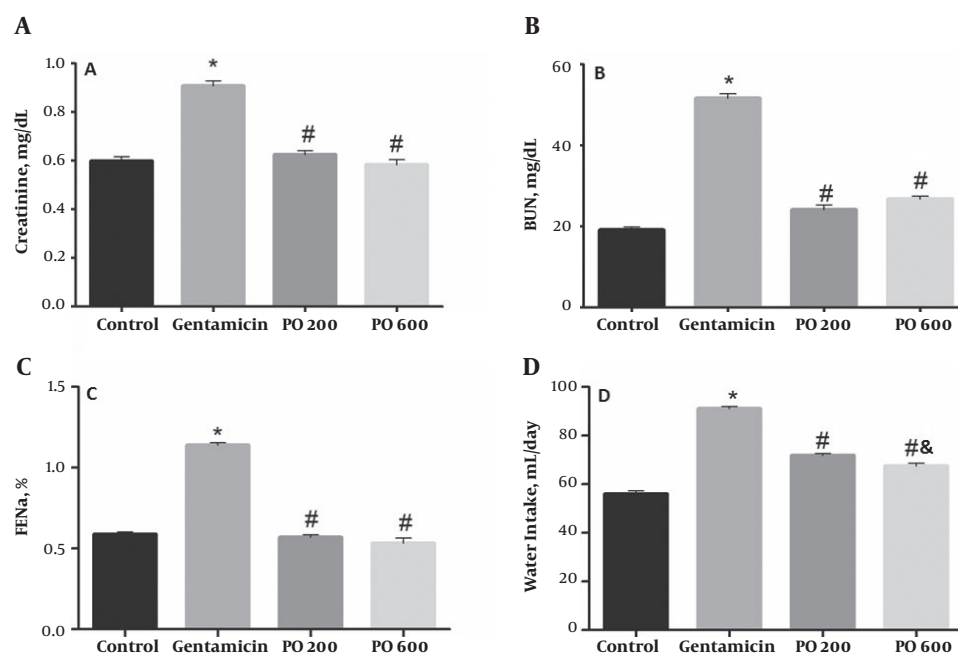 A
B
A
Creatinine, mg/dL
1.0
0.8
0.6
0.4
0.2
0.0
*
#
#
Control Gentamicin PO 200 PO 600
B
BUN, mg/dL
60
40
20
0
*
#
#
Control Gentamicin PO 200 PO 600
C
D
C
FENa, %
1.5
1.0
0.5
0.0
*
#
#
Control Gentamicin PO 200 PO 600
D
Water Intake, mL/day
100
80
60
40
20
0
*
#
#&
Control Gentamicin PO 200 PO 600